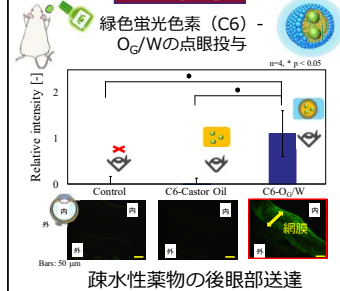 緑色蛍光色素（C6）-
O_G/Wの点眼投与
n=4, * p < 0.05
Relative intensity [-]
2
1
0
Control
C6-Castor Oil
C6-O_G/W
内
外
内
外
内
外
内
網膜
外
Bars: 50 μm
疎水性薬物の後眼部送達